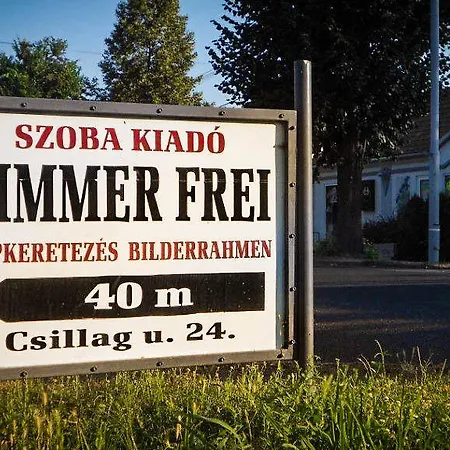 SZOBA KIADÓ
IMMER FREI
PKERETEZÉS BILDERRAHMEN
40 m
Csillag u. 24.